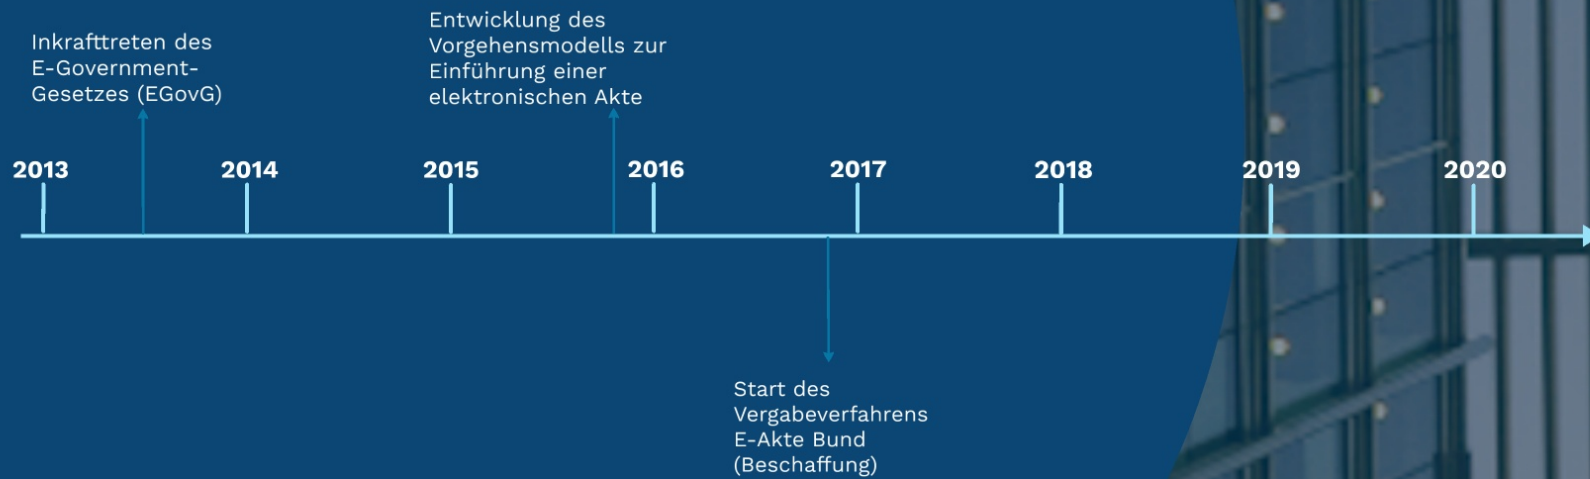 Inkrafttreten des
E-Government-
Gesetzes (EGovG)
Entwicklung des
Vorgehensmodells zur
Einführung einer
elektronischen Akte
2013
2014
2015
2016
2017
2018
2019
2020
Start des
Vergabeverfahrens
E-Akte Bund
(Beschaffung)